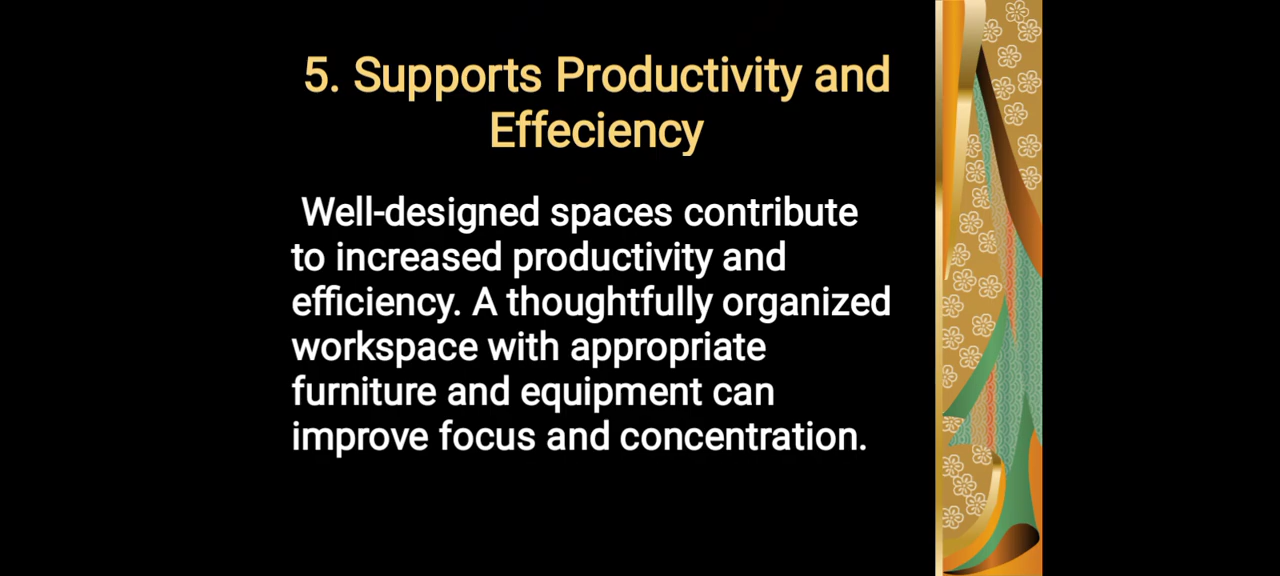 5. Supports Productivity and
Effeciency
Well-designed spaces contribute
to increased productivity and
efficiency. A thoughtfully organized
workspace with appropriate
furniture and equipment can
improve focus and concentration.